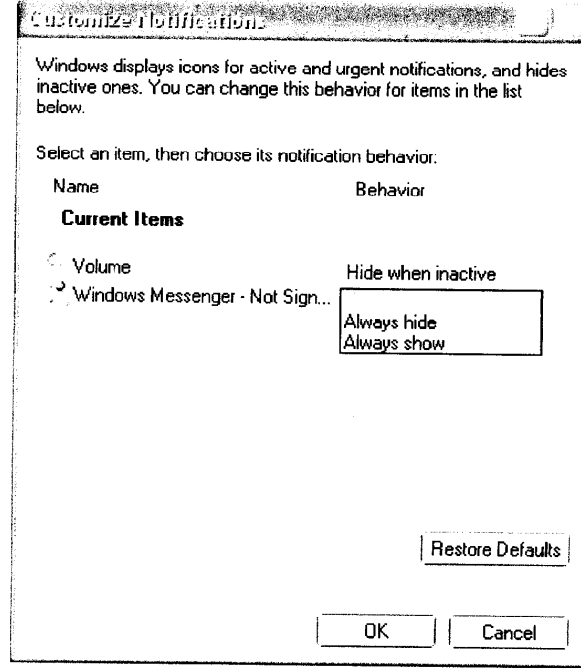 Customize Notifications
Windows displays icons for active and urgent notifications, and hides
inactive ones. You can change this behavior for items in the list
below.
Select an item, then choose its notification behavior:
Name Behavior
Current Items
Volume Hide when inactive
Windows Messenger - Not Sign...
Always hide
Always show
Restore Defaults
OK Cancel